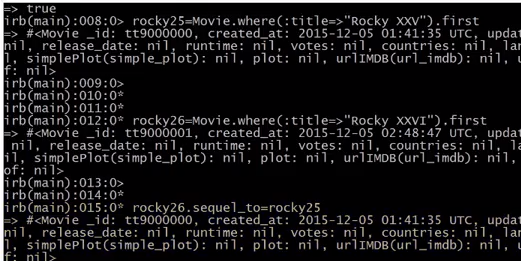 => true
irb(main):008:0> rocky25=Movie.where(:title=>"Rocky XXV").first
=> #<Movie _id: tt9000000, created_at: 2015-12-05 01:41:35 UTC, updat
nil, release_date: nil, runtime: nil, votes: nil, countries: nil, la
l, simplePlot(simple_plot): nil, plot: nil, urlIMDB(url_imdb): nil, u
f: nil>
irb(main):009:0>
irb(main):010:0*
irb(main):011:0*
irb(main):012:0* rocky26=Movie.where(:title=>"Rocky XXVI").first
=> #<Movie _id: tt9000001, created_at: 2015-12-05 02:48:47 UTC, updat
nil, release_date: nil, runtime: nil, votes: nil, countries: nil, lan
il, simplePlot(simple_plot): nil, plot: nil, urlIMDB(url_imdb): nil,
of: nil>
irb(main):013:0>
irb(main):014:0*
irb(main):015:0* rocky26.sequel_to=rocky25
=> #<Movie _id: tt9000000, created_at: 2015-12-05 01:41:35 UTC, updat
nil, release_date: nil, runtime: nil, votes: nil, countries: nil, la
l, simplePlot(simple_plot): nil, plot: nil, urlIMDB(url_imdb): nil, u
f: nil>